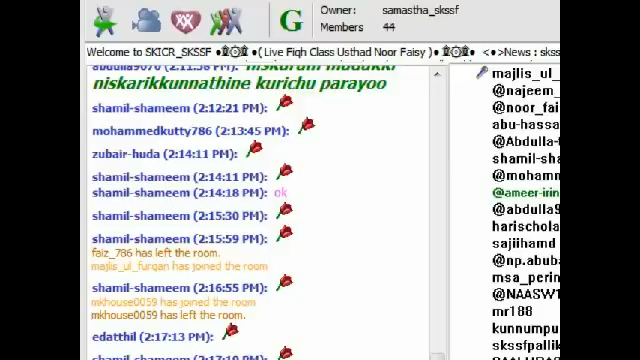 Owner: samastha_skssf
Members 44
G
Welcome to SKICR_SKSSF ( Live Fiqh Class Usthad Noor Faisy ) < >News : skss
niskarikkunnathine kurichu parayoo
shamil-shameem (2:12:21 PM):
mohammedkutty786 (2:13:45 PM):
zubair-huda (2:14:11 PM):
shamil-shameem (2:14:11 PM):
shamil-shameem (2:14:18 PM): ok
shamil-shameem (2:15:30 PM):
shamil-shameem (2:15:59 PM):
faiz_786 has left the room.
majlis_ul_furqan has joined the room
shamil-shameem (2:16:55 PM):
mkhouse0059 has joined the room
mkhouse0059 has left the room.
edatthil (2:17:13 PM):
majlis_ul_
@najeem_
@noor_fai
abu-hassa
@Abdulla-
shamil-sha
@mohamm
@ameer-irin
@abdulla9
harischola
sajiihamd
@np.abuba
msa_perin
@NAASW1
mr188
kunnumpu
skssfpallik